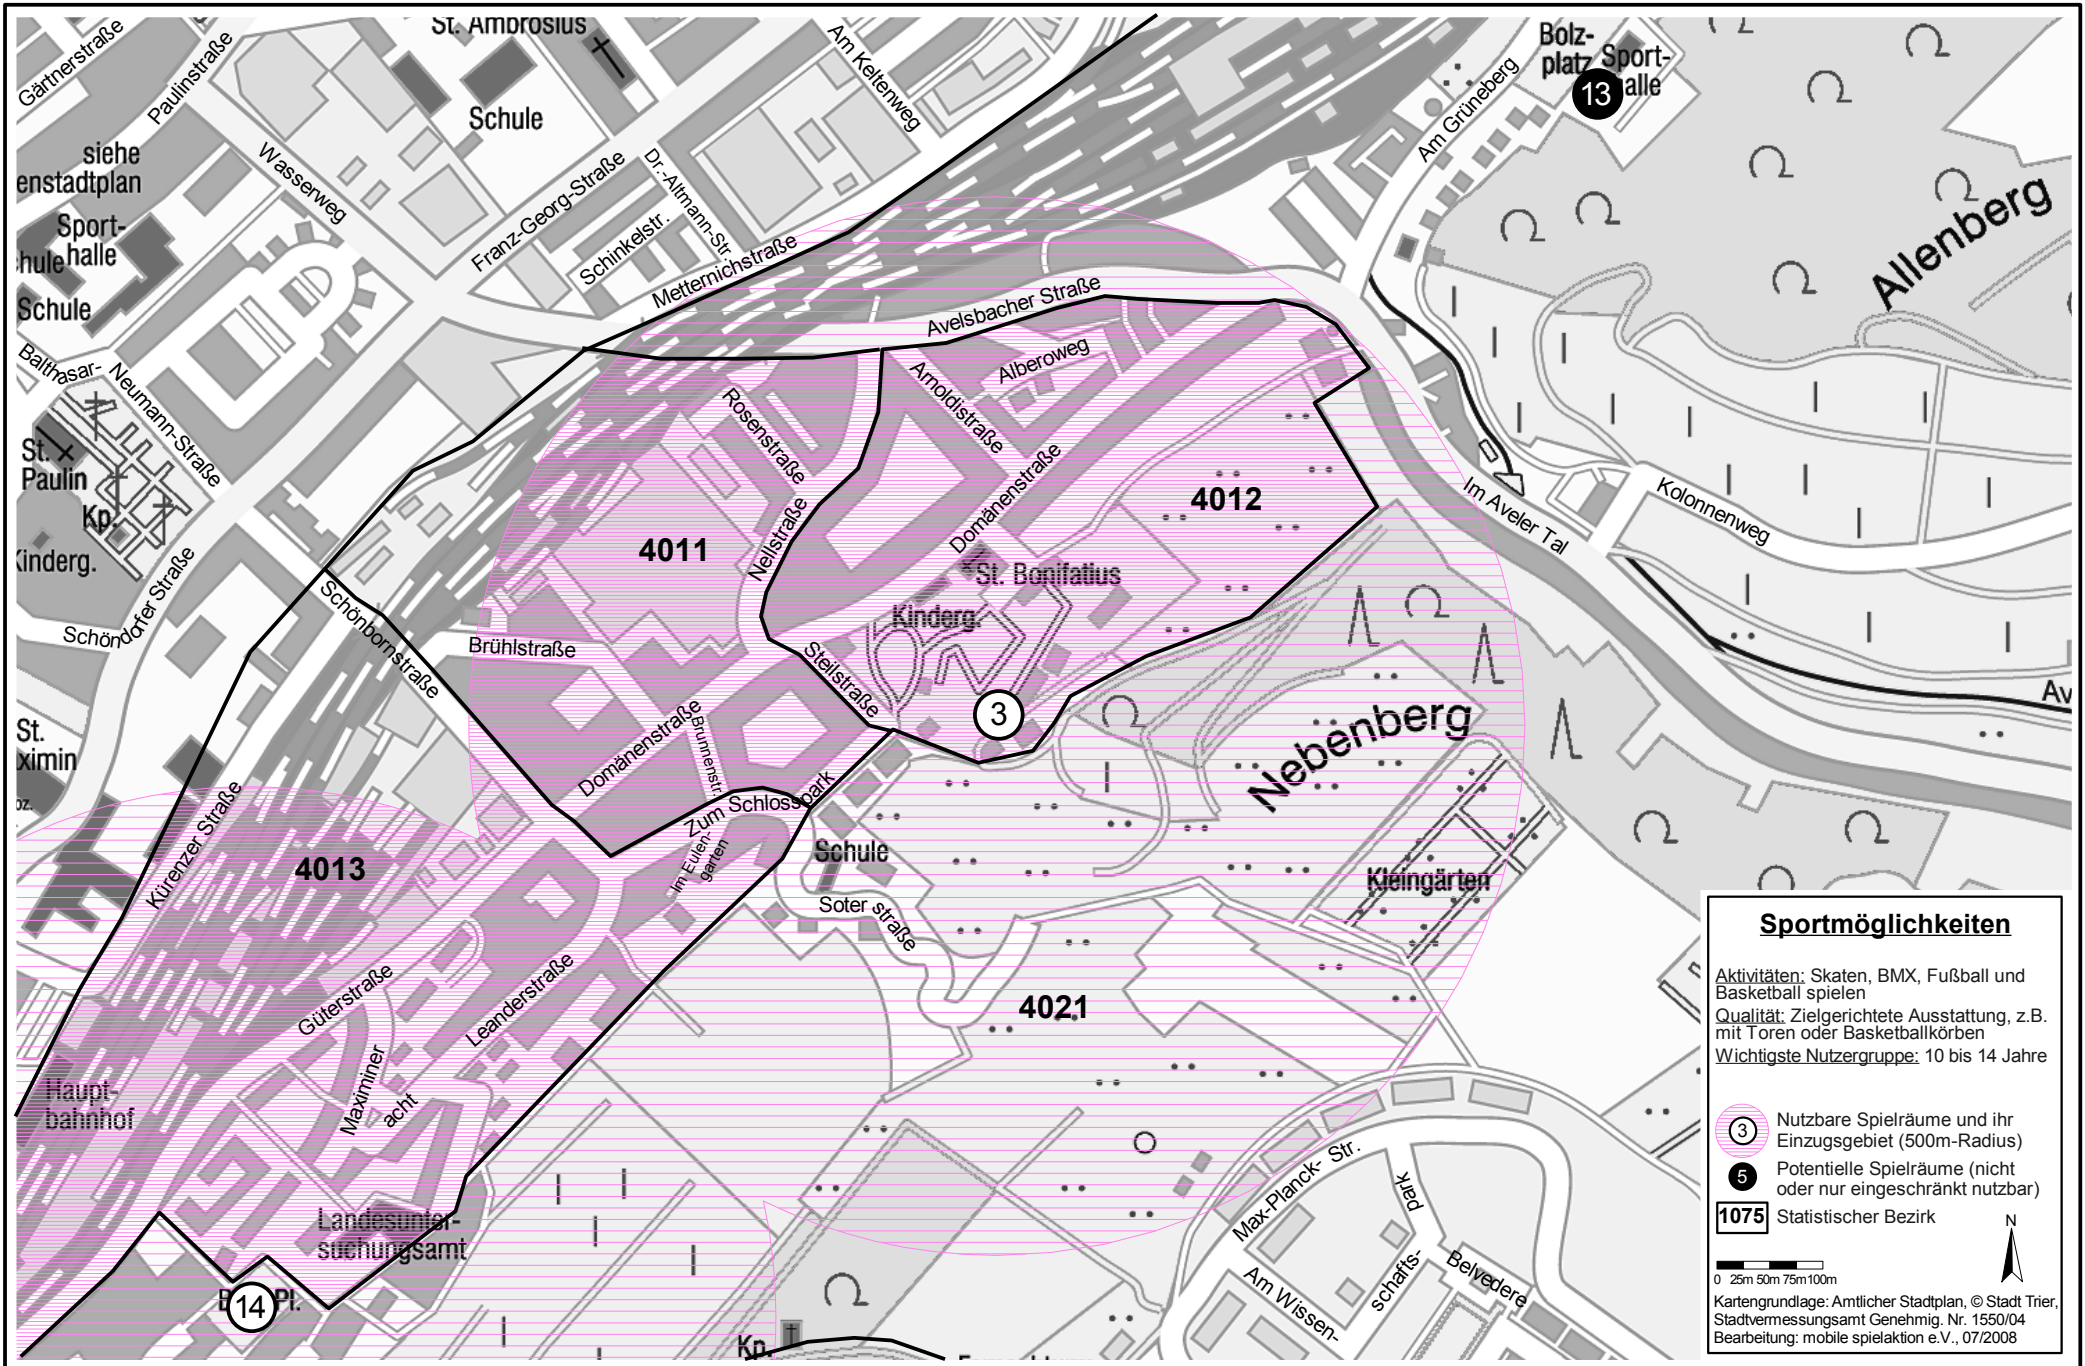 St. Ambrosius
Gärtnerstraße
Paulinstraße
Schule
Am Keltenweg
Bolz-
platz
Sport-
alle
13
Am Grüneberg
siehe
enstadtplan
Wasserweg
Franz-Georg-Straße
Dr.-Altmann-Str.
Schinkelstr.
Metternichstraße
Sport-
halle
hule
Schule
Allenberg
Avelsbacher Straße
Balthasar-
Neumann-Straße
Alberoweg
Arnoldistraße
Rosenstraße
St.
Paulin
Kp.
Kinderg.
4011
4012
Nellstraße
Domänenstraße
Im Aveler Tal
Kolonnenweg
St. Bonifatius
Kinderg.
Schöndofer Straße
Schönbornstraße
Brühlstraße
Steilstraße
3
St.
ximin
Av
Nebenberg
Domänenstraße
Brunnenstr.
Zum Schlosspark
Im Eulen-
garten
Schule
Kürenzer Straße
4013
Kleingärten
Soter straße
Güterstraße
Leanderstraße
4021
Maximiner
acht
Haupt-
bahnhof
Landesunter-
suchungsamt
14
Pl.
Max-Planck- Str.
park
schafts-
Am Wissen-
Belvedere
Kp.
Sportmöglichkeiten
Aktivitäten: Skaten, BMX, Fußball und
Basketball spielen
Qualität: Zielgerichtete Ausstattung, z.B.
mit Toren oder Basketballkörben
Wichtigste Nutzergruppe: 10 bis 14 Jahre
3 Nutzbare Spielräume und ihr
Einzugsgebiet (500m-Radius)
5 Potentielle Spielräume (nicht
oder nur eingeschränkt nutzbar)
1075 Statistischer Bezirk
N
0 25m 50m 75m100m
Kartengrundlage: Amtlicher Stadtplan, © Stadt Trier,
Stadtvermessungsamt Genehmig. Nr. 1550/04
Bearbeitung: mobile spielaktion e.V., 07/2008